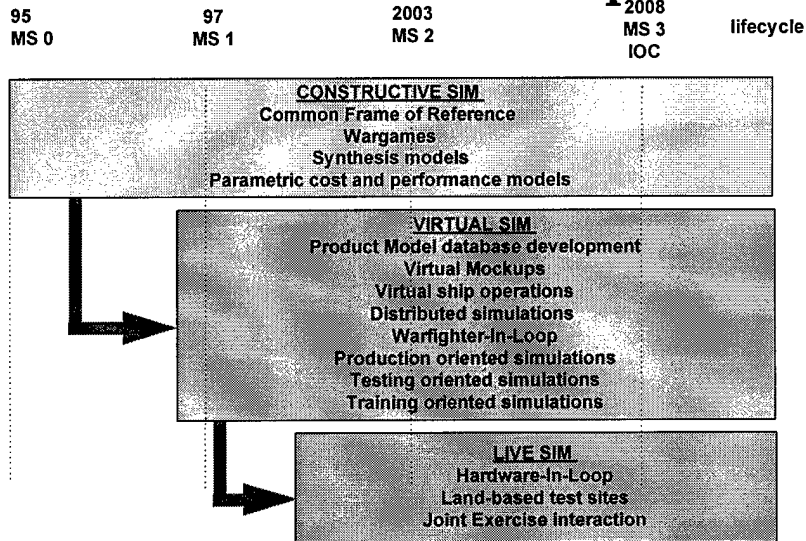 95
MS 0
97
MS 1
2003
MS 2
2008
MS 3
IOC
lifecycle
CONSTRUCTIVE SIM
Common Frame of Reference
Wargames
Synthesis models
Parametric cost and performance models
VIRTUAL SIM
Product Model database development
Virtual Mockups
Virtual ship operations
Distributed simulations
Warfighter-In-Loop
Production oriented simulations
Testing oriented simulations
Training oriented simulations
LIVE SIM
Hardware-In-Loop
Land-based test sites
Joint Exercise interaction